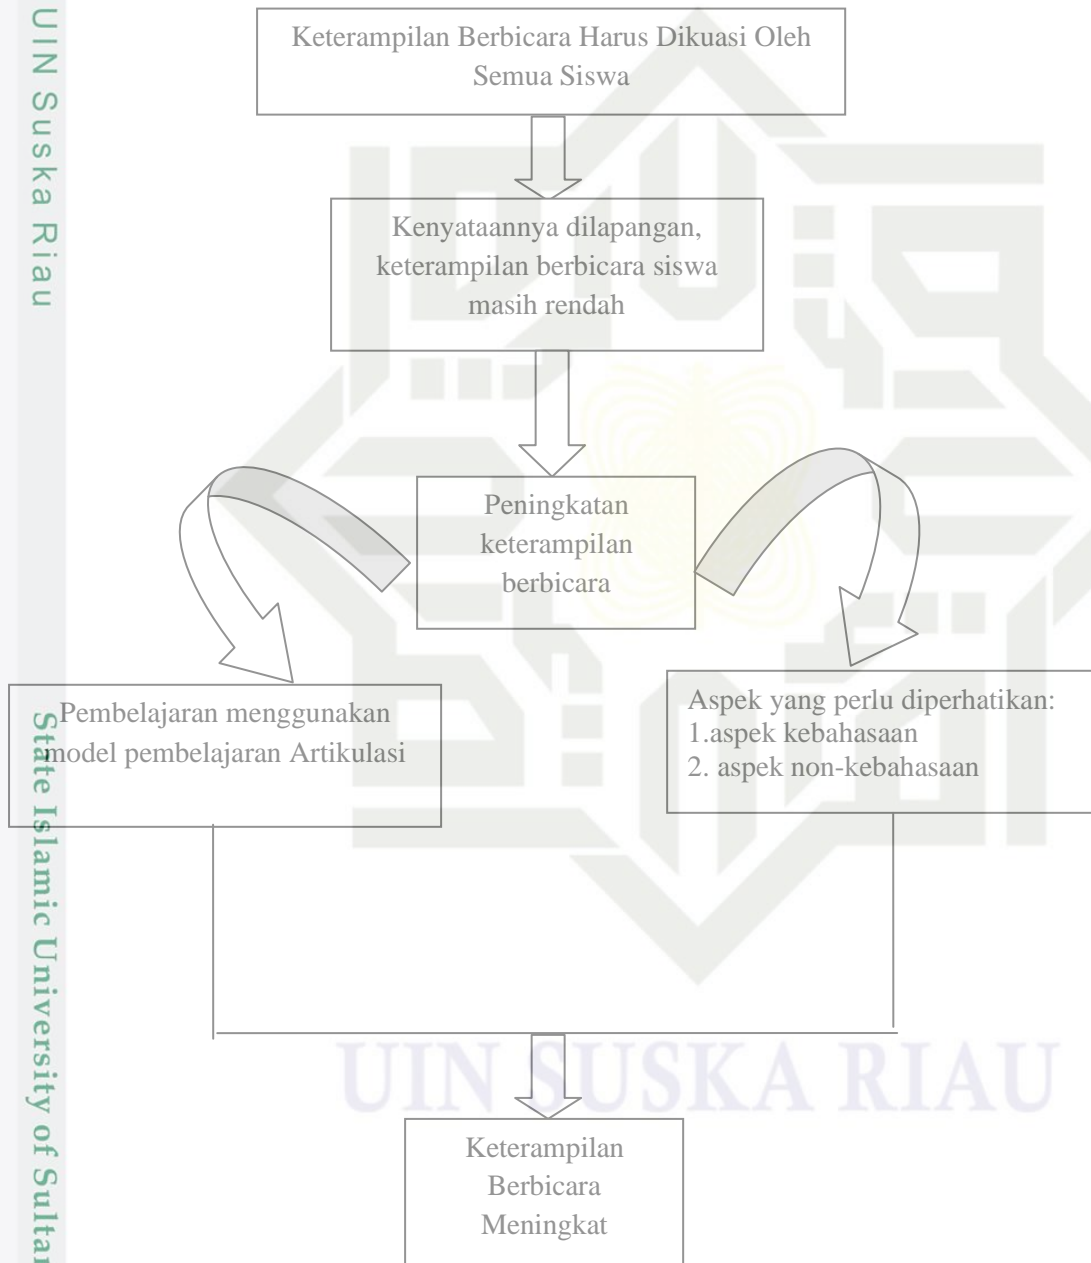 UIN Suska Riau
Keterampilan Berbicara Harus Dikuasi Oleh
Semua Siswa
Kenyataannya dilapangan,
keterampilan berbicara siswa
masih rendah
Peningkatan
keterampilan
berbicara
Pembelajaran menggunakan
model pembelajaran Artikulasi
Aspek yang perlu diperhatikan:
1.aspek kebahasaan
2. aspek non-kebahasaan
State Islamic University of Sultan
UIN SUSKA RIAU
Keterampilan
Berbicara
Meningkat